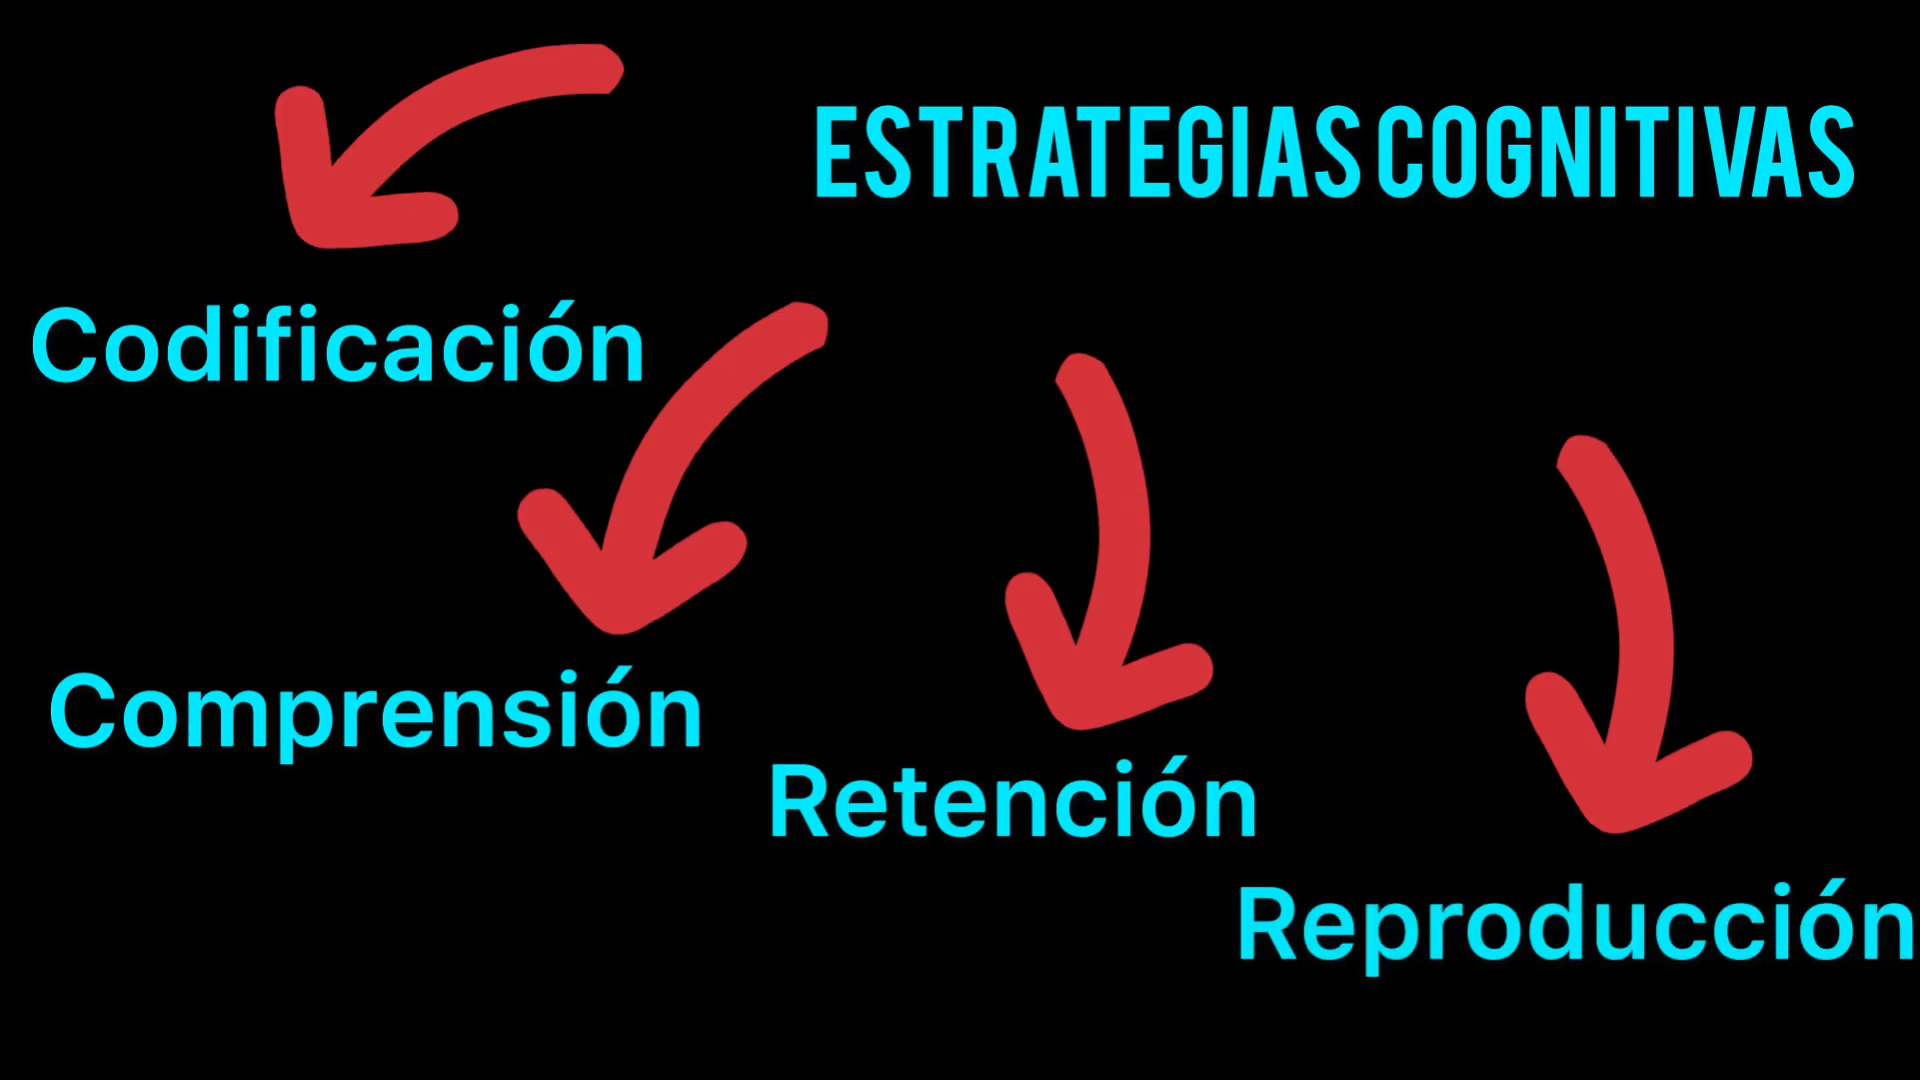 ESTRATEGIAS COGNITIVAS
Codificación
Comprensión
Retención
Reproducción